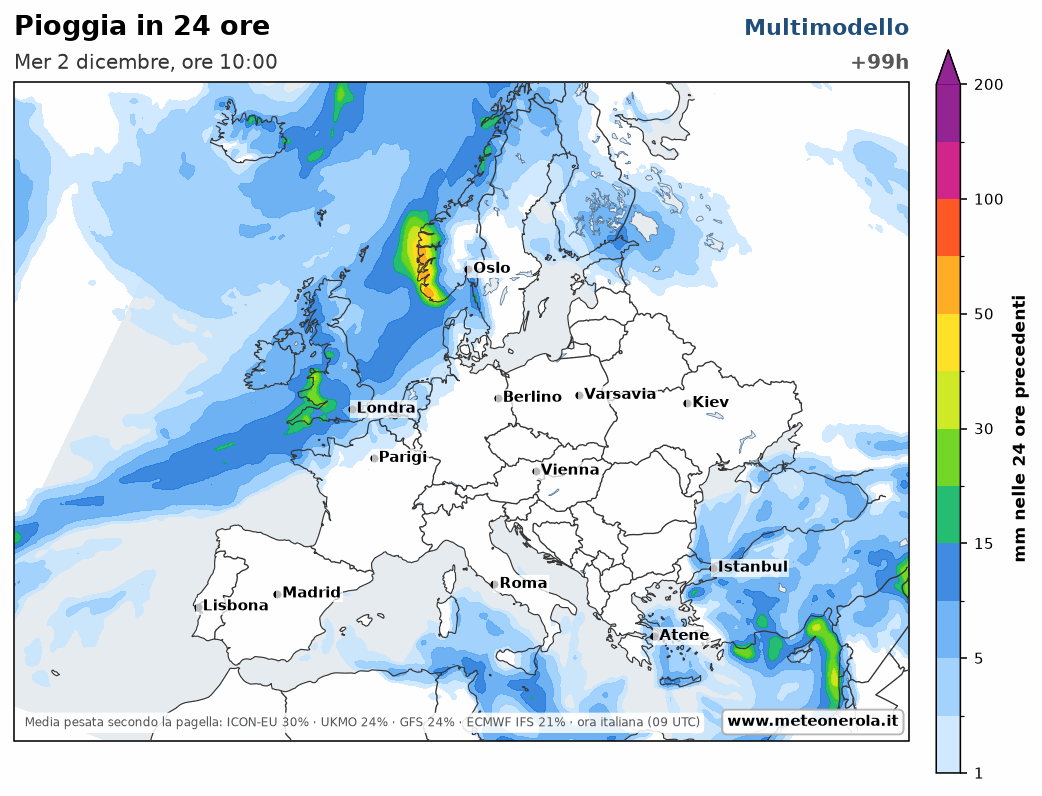 Pioggia in 24 ore
Multimodello
Mer 2 dicembre, ore 10:00
+99h
200
100
50
30
15
5
1
mm nelle 24 ore precedenti
Oslo
Londra
Berlino
Varsavia
Kiev
Parigi
Vienna
Istanbul
Roma
Madrid
Lisbona
Atene
Media pesata secondo la pagella: ICON-EU 30% · UKMO 24% · GFS 24% · ECMWF IFS 21% · ora italiana (09 UTC)
www.meteonerola.it